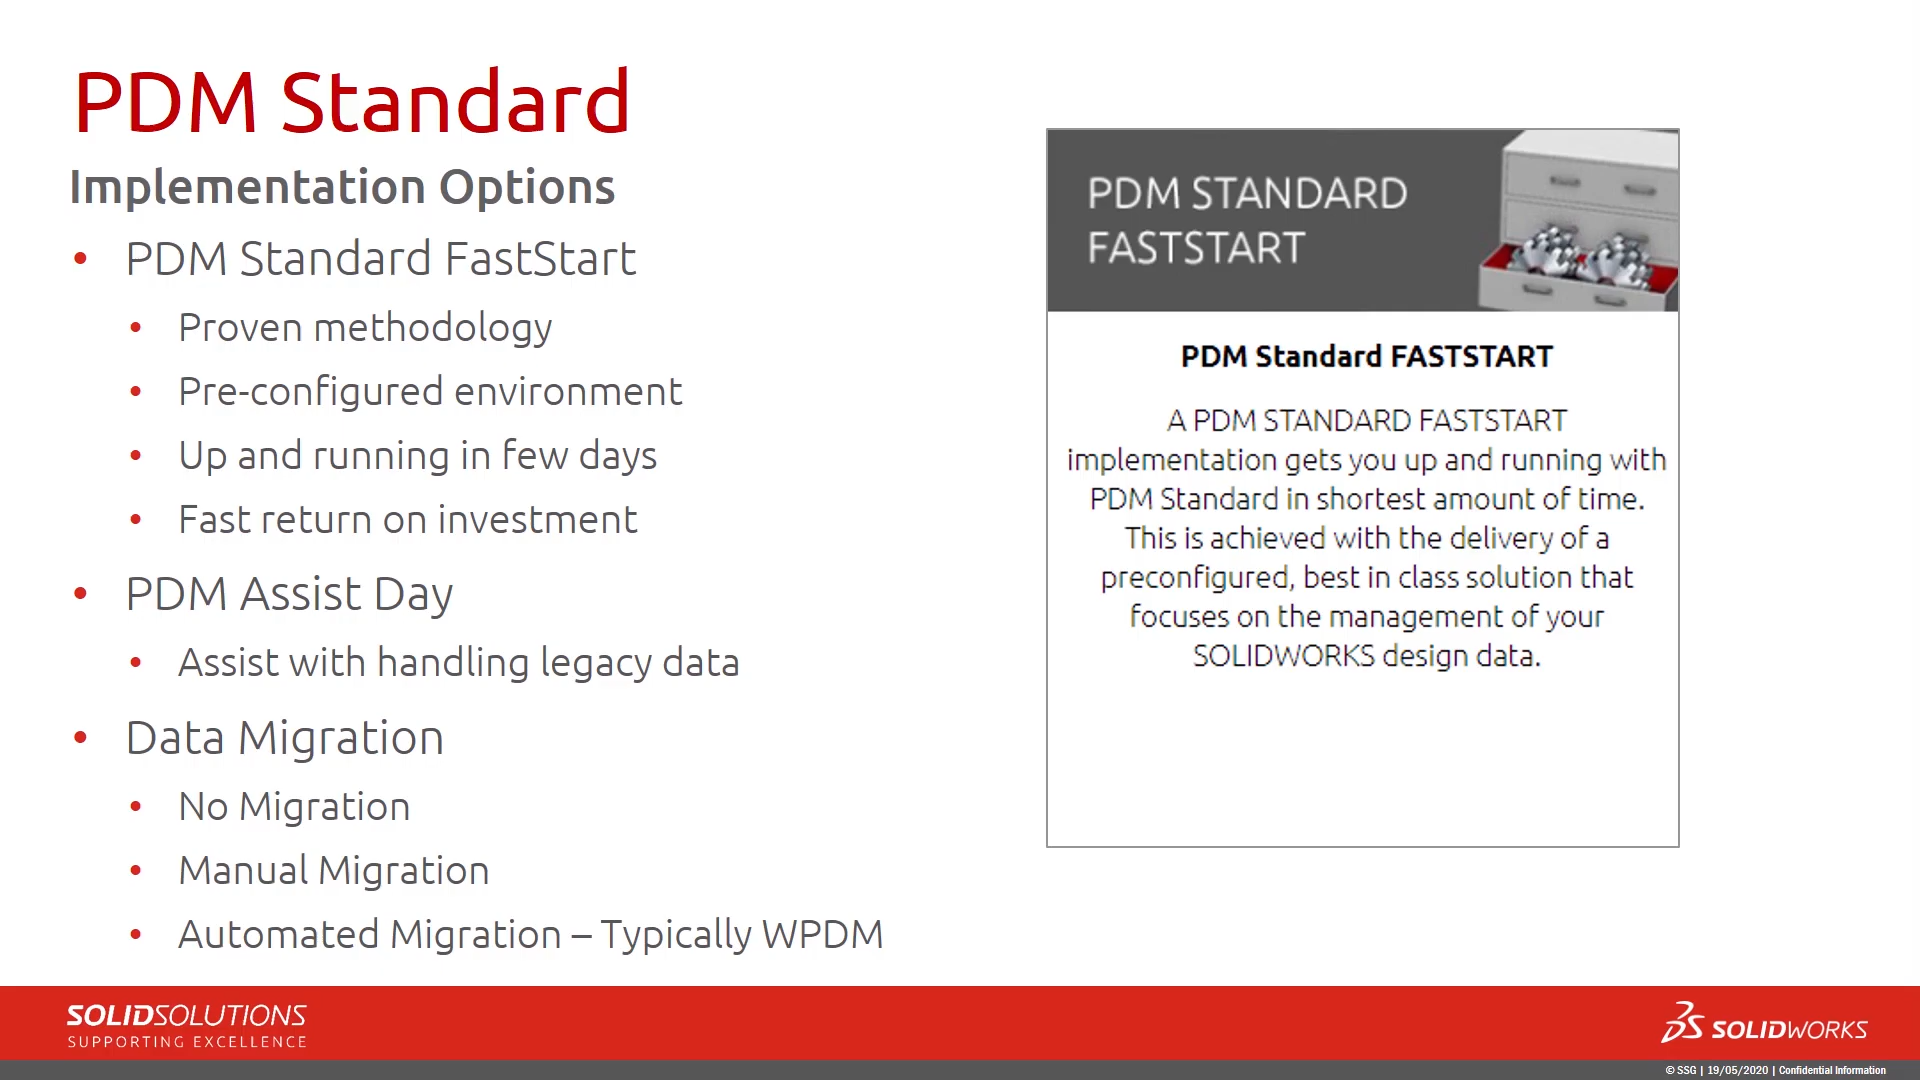 PDM Standard
Implementation Options
• PDM Standard FastStart
• Proven methodology
• Pre-configured environment
• Up and running in few days
• Fast return on investment
• PDM Assist Day
• Assist with handling legacy data
• Data Migration
• No Migration
• Manual Migration
• Automated Migration – Typically WPDM
PDM STANDARD
FASTSTART
PDM Standard FASTSTART
A PDM STANDARD FASTSTART
implementation gets you up and running with
PDM Standard in shortest amount of time.
This is achieved with the delivery of a
preconfigured, best in class solution that
focuses on the management of your
SOLIDWORKS design data.
SOLIDSOLUTIONS
SUPPORTING EXCELLENCE
SOLIDWORKS
© SSG | 19/05/2020 | Confidential Information